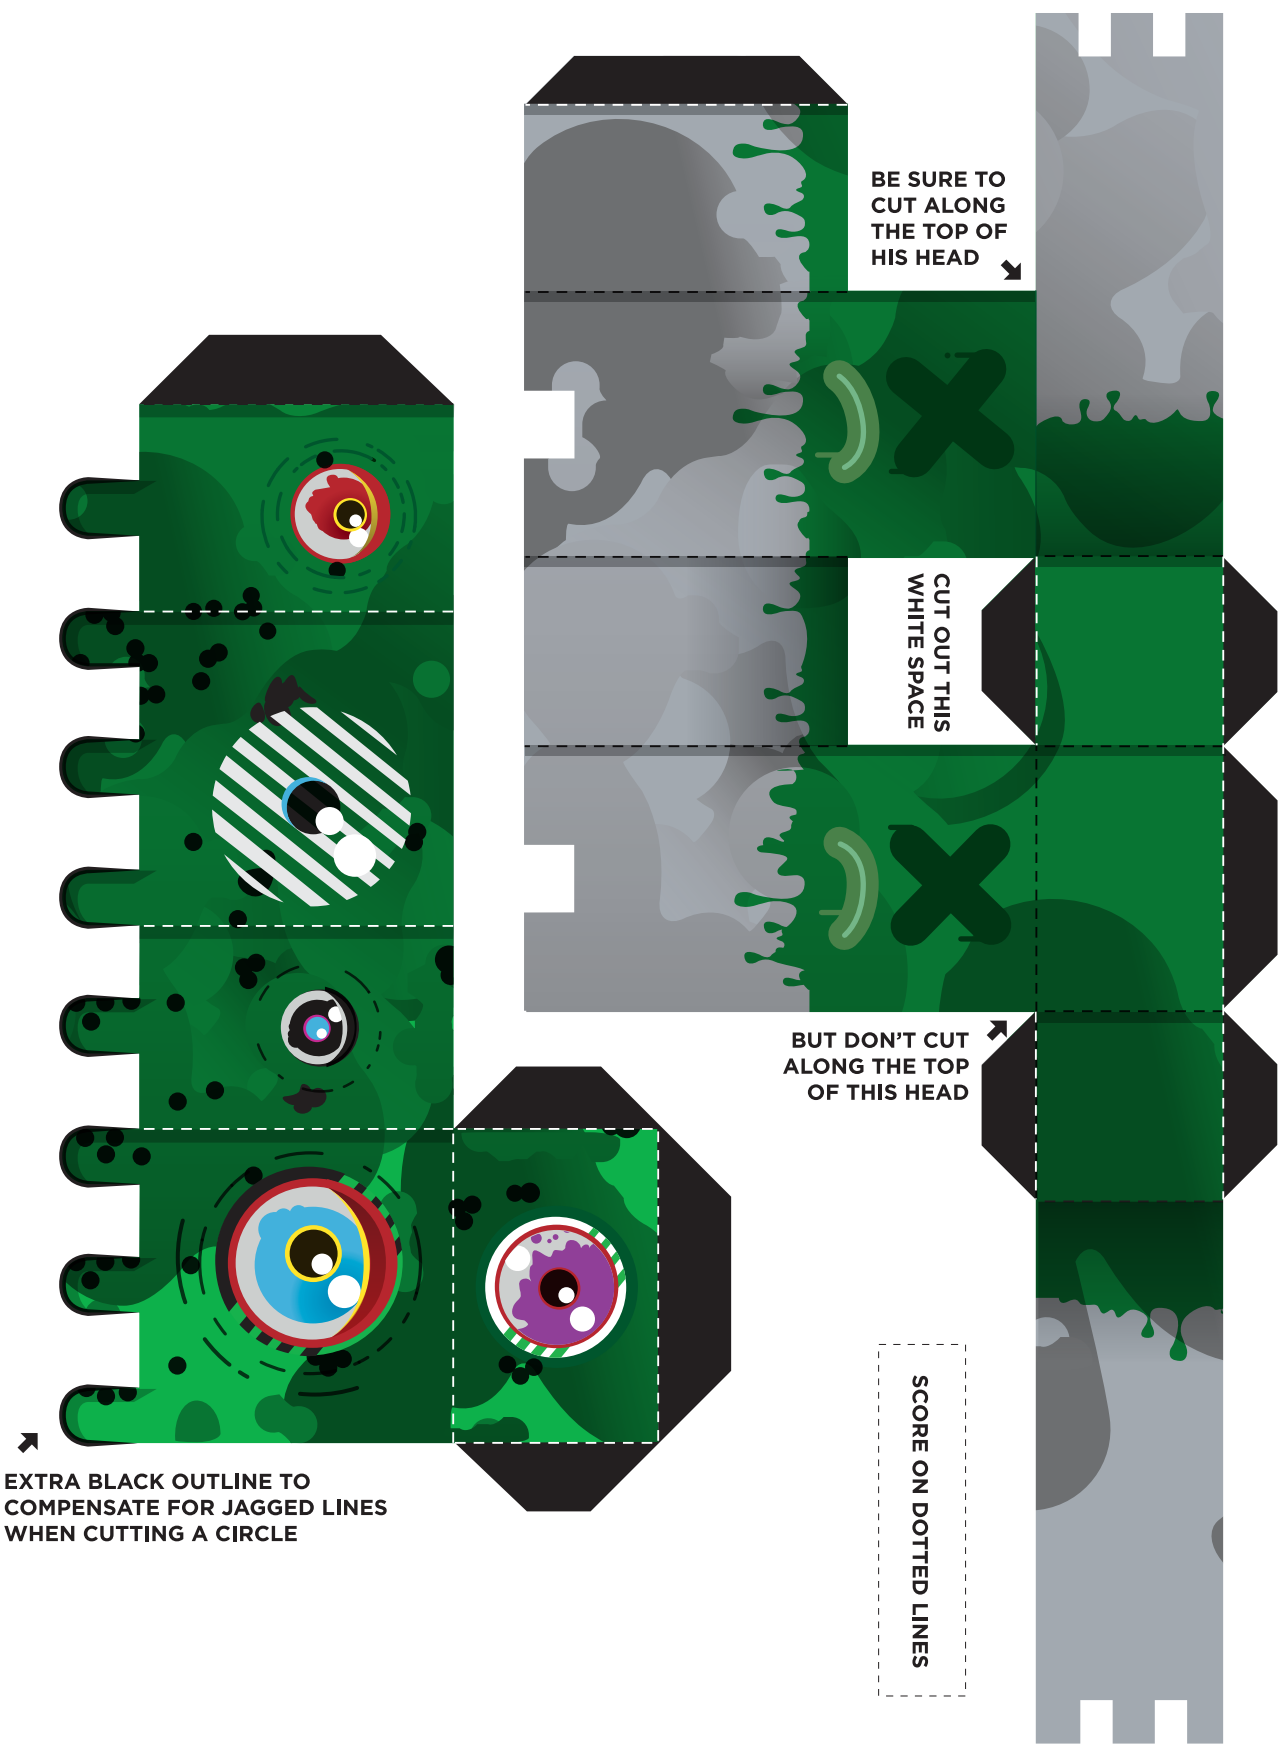 BE SURE TO
CUT ALONG
THE TOP OF
HIS HEAD
CUT OUT THIS
WHITE SPACE
BUT DON'T CUT
ALONG THE TOP
OF THIS HEAD
SCORE ON DOTTED LINES
EXTRA BLACK OUTLINE TO
COMPENSATE FOR JAGGED LINES
WHEN CUTTING A CIRCLE